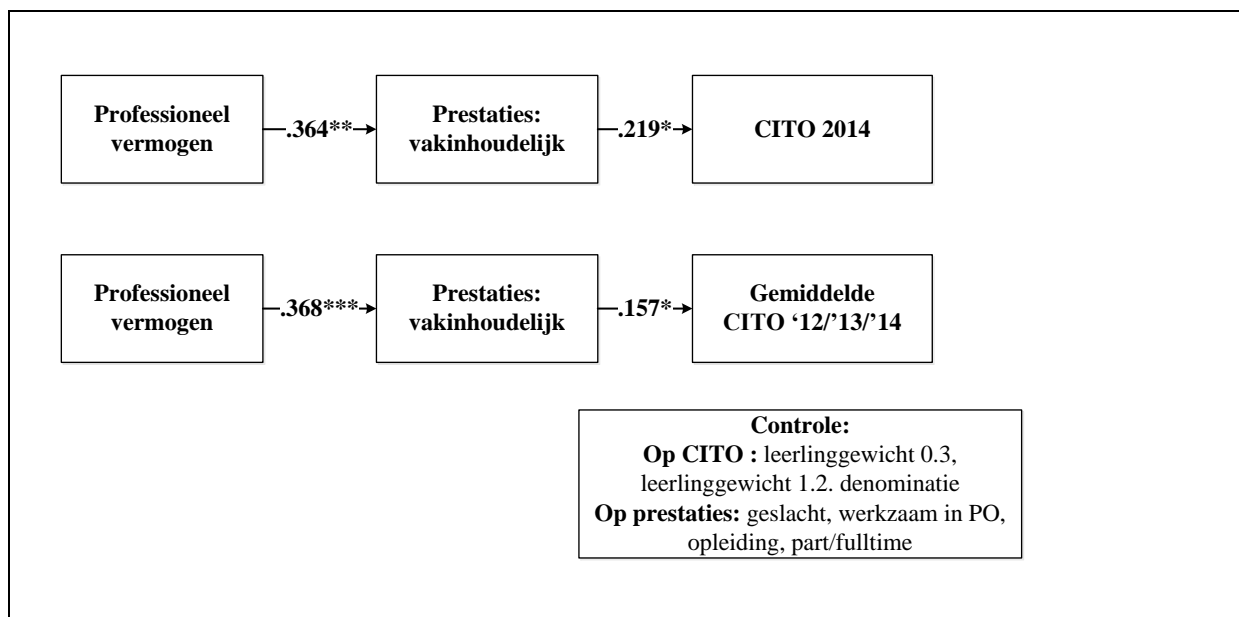 Professioneel
vermogen
.364**
Prestaties:
vakinhoudelijk
.219*
CITO 2014
Professioneel
vermogen
.368***
Prestaties:
vakinhoudelijk
.157*
Gemiddelde
CITO ‘12/’13/’14
Controle:
Op CITO : leerlinggewicht 0.3,
leerlinggewicht 1.2. denominatie
Op prestaties: geslacht, werkzaam in PO,
opleiding, part/fulltime